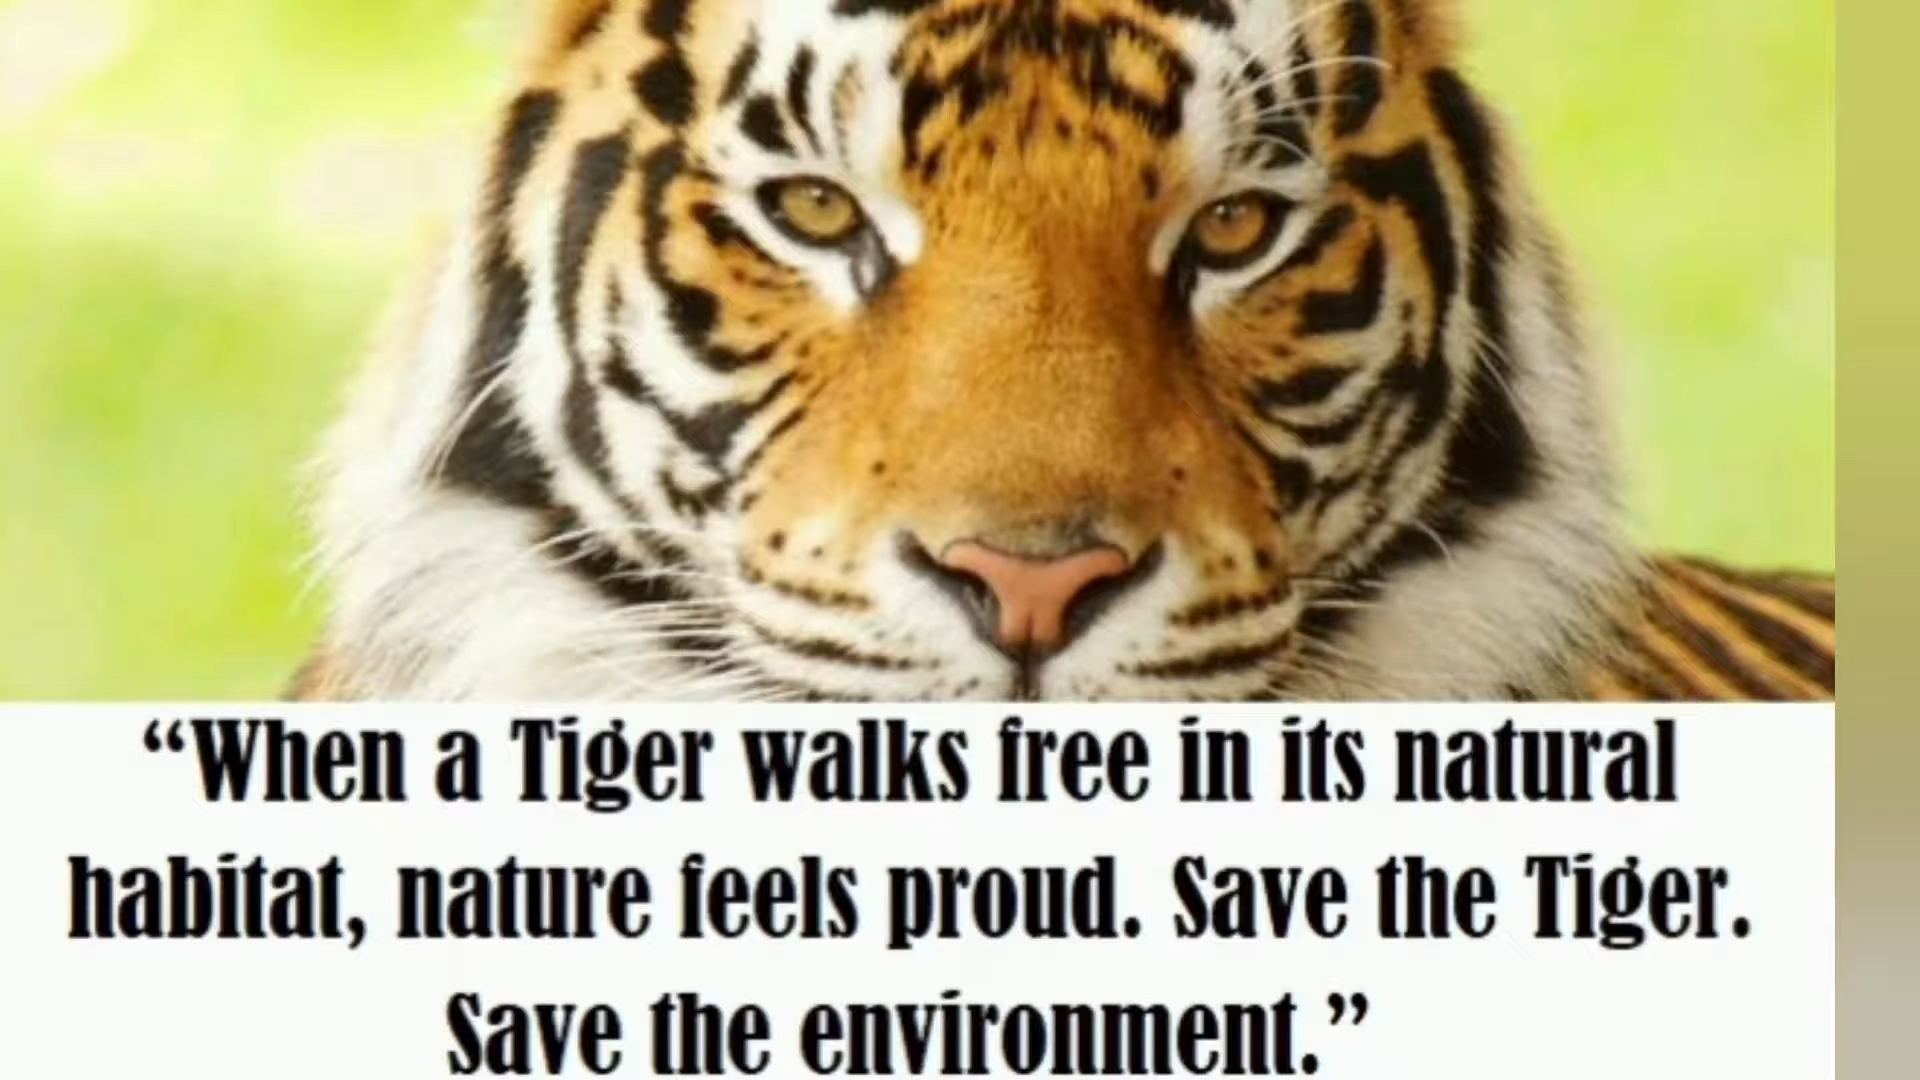 “When a Tiger walks free in its natural
habitat, nature feels proud. Save the Tiger.
Save the environment.”